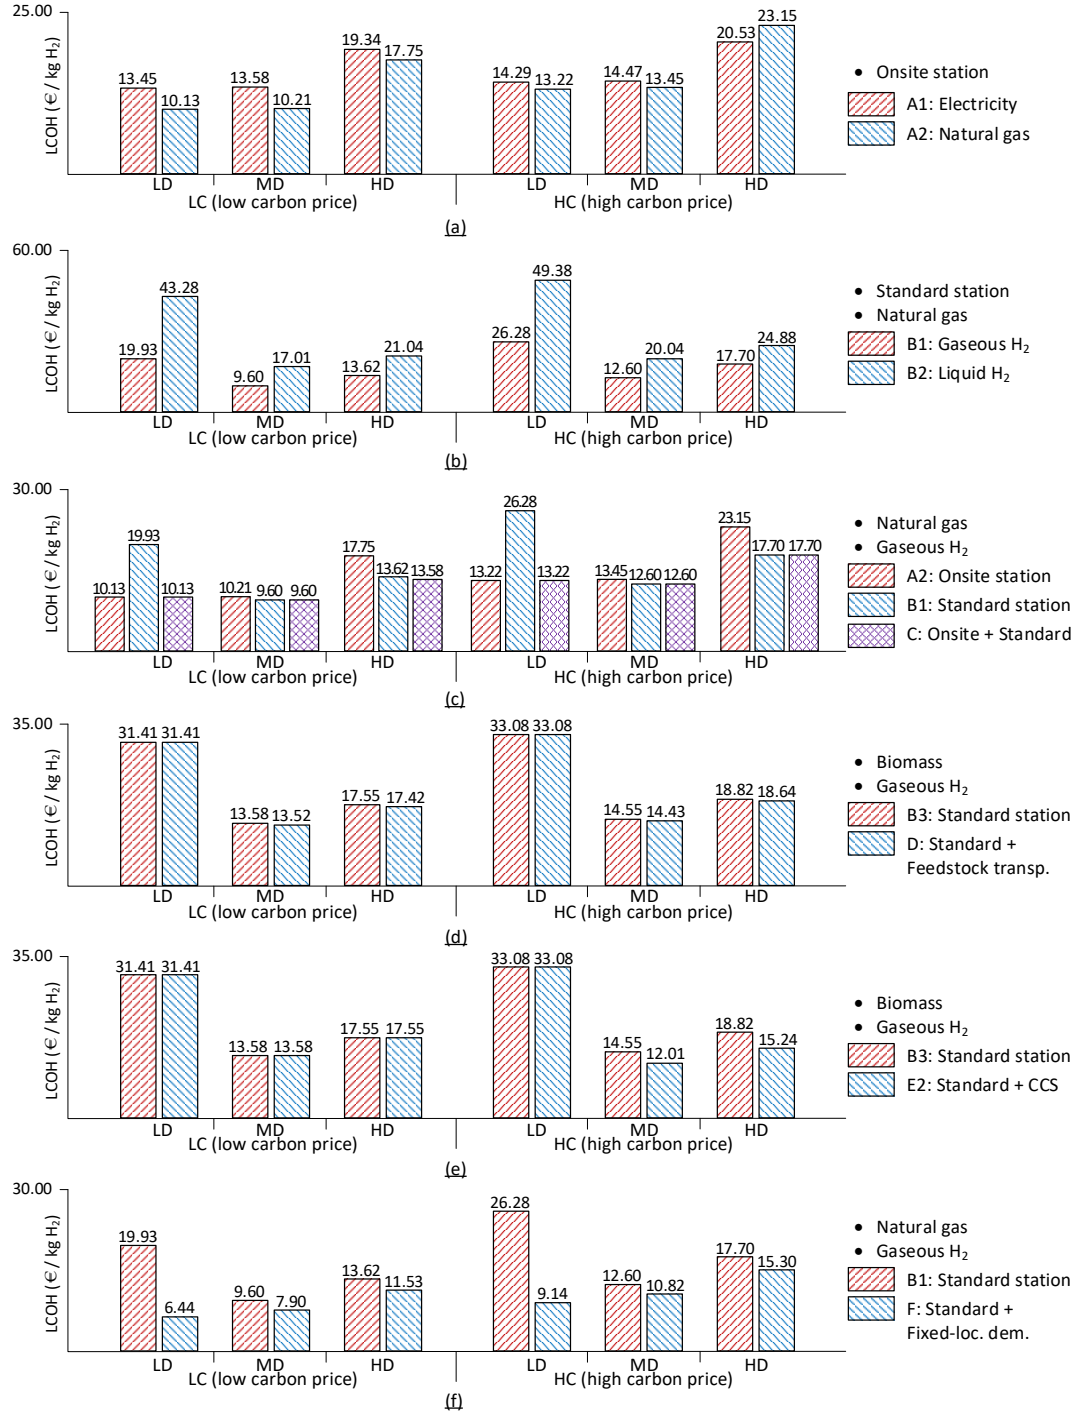 25.00
LCOH (€ / kg H₂)
13.45 10.13 13.58 10.21 19.34 17.75 14.29 13.22 14.47 13.45 20.53 23.15
LD MD HD LD MD HD
LC (low carbon price) HC (high carbon price)
• Onsite station
A1: Electricity
A2: Natural gas
(a)
60.00
LCOH (€ / kg H₂)
19.93 43.28 9.60 17.01 13.62 21.04 26.28 49.38 12.60 20.04 17.70 24.88
LD MD HD LD MD HD
LC (low carbon price) HC (high carbon price)
• Standard station
• Natural gas
B1: Gaseous H₂
B2: Liquid H₂
(b)
30.00
LCOH (€ / kg H₂)
10.13 19.93 10.13 10.21 9.60 9.60 17.75 13.62 13.58 13.22 26.28 13.22 13.45 12.60 12.60 23.15 17.70 17.70
LD MD HD LD MD HD
LC (low carbon price) HC (high carbon price)
• Natural gas
• Gaseous H₂
A2: Onsite station
B1: Standard station
C: Onsite + Standard
(c)
35.00
LCOH (€ / kg H₂)
31.41 31.41 13.58 13.52 17.55 17.42 33.08 33.08 14.55 14.43 18.82 18.64
LD MD HD LD MD HD
LC (low carbon price) HC (high carbon price)
• Biomass
• Gaseous H₂
B3: Standard station
D: Standard +
Feedstock transp.
(d)
35.00
LCOH (€ / kg H₂)
31.41 31.41 13.58 13.58 17.55 17.55 33.08 33.08 14.55 12.01 18.82 15.24
LD MD HD LD MD HD
LC (low carbon price) HC (high carbon price)
• Biomass
• Gaseous H₂
B3: Standard station
E2: Standard + CCS
(e)
30.00
LCOH (€ / kg H₂)
19.93 6.44 9.60 7.90 13.62 11.53 26.28 9.14 12.60 10.82 17.70 15.30
LD MD HD LD MD HD
LC (low carbon price) HC (high carbon price)
• Natural gas
• Gaseous H₂
B1: Standard station
F: Standard +
Fixed-loc. dem.
(f)